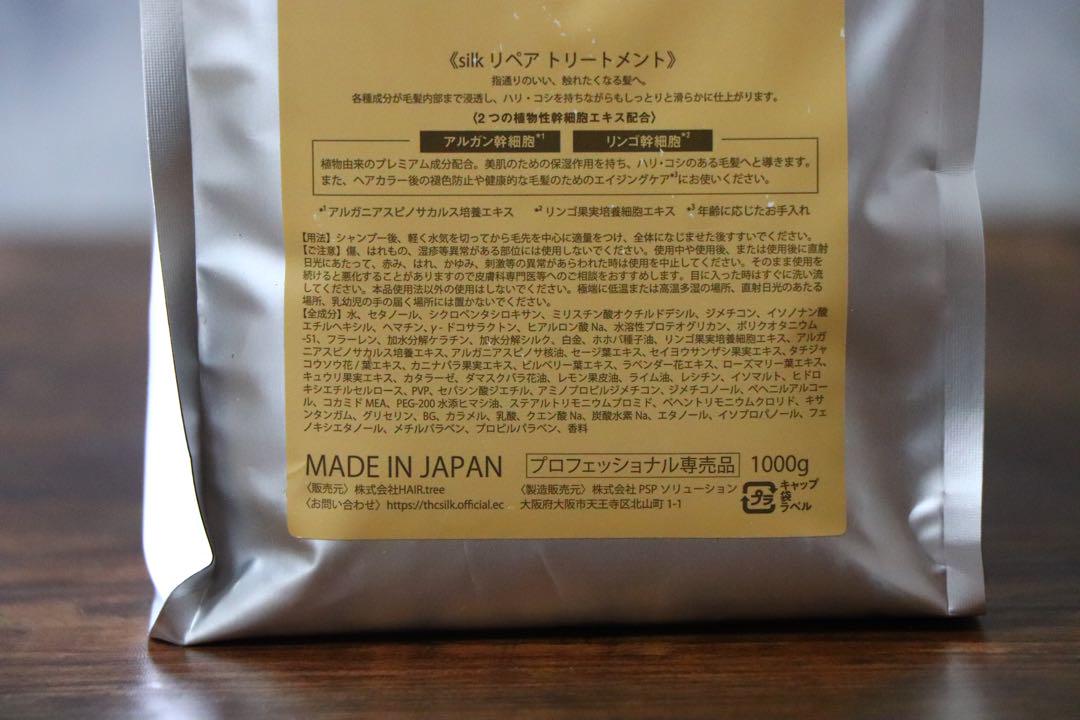 《silk リペア トリートメント》
指通りのいい、触れたくなる髪へ。
各種成分が毛髪内部まで浸透し、ハリ・コシを持ちながらもしっとりと滑らかに仕上がります。
〈2 つの植物性幹細胞エキス配合〉
アルガン幹細胞*1 リンゴ幹細胞*2
植物由来のプレミアム成分配合。美肌のための保湿作用を持ち、ハリ・コシのある毛髪へと導きます。
また、ヘアカラー後の褪色防止や健康的な毛髪のためのエイジングケア*3にお使いください。
*1 アルガニアスピノサカルス培養エキス *2 リンゴ果実培養細胞エキス *3 年齢に応じたお手入れ
【用法】シャンプー後、軽く水気を切ってから毛先を中心に適量をつけ、全体になじませた後すすいでください。
【ご注意】傷、はれもの、湿疹等異常がある部位には使用しないでください。使用中や使用後、または使用後に直射
日光にあたって、赤み、はれ、かゆみ、刺激等の異常があらわれた時は使用を中止してください。そのまま使用を
続けると悪化することがありますので皮膚科専門医等へのご相談をおすすめします。目に入った時はすぐに洗い流
してください。本品使用法以外の使用はしないでください。極端に低温または高温多湿の場所、直射日光のあたる
場所、乳幼児の手の届く場所には置かないでください。
【全成分】水、セタノール、シクロペンタシロキサン、ミリスチン酸オクチルドデシル、ジメチコン、イソノナン酸
エチルヘキシル、ヘマチン、γ - ドコサラクトン、ヒアルロン酸 Na、水溶性プロテオグリカン、ポリクオタニウム
-51、フラーレン、加水分解ケラチン、加水分解シルク、白金、ホホバ種子油、リンゴ果実培養細胞エキス、アルガ
ニアスピノサカルス培養エキス、アルガニアスピノサ核油、セージ葉エキス、セイヨウサンザシ果実エキス、タチジャ
コウソウ花 / 葉エキス、カニナバラ果実エキス、ビルベリー葉エキス、ラベンダー花エキス、ローズマリー葉エキス、
キュウリ果実エキス、カタラーゼ、ダマスクバラ花油、レモン果皮油、ライム油、レシチン、イソマルト、ヒドロ
キシエチルセルロース、PVP、セバシン酸ジエチル、アミノプロピルジメチコン、ジメチコノール、ベヘニルアルコー
ル、コカミド MEA、PEG-200 水添ヒマシ油、ステアルトリモニウムブロミド、ベヘントリモニウムクロリド、キサ
ンタンガム、グリセリン、BG、カラメル、乳酸、クエン酸 Na、炭酸水素 Na、エタノール、イソプロパノール、フェ
ノキシエタノール、メチルパラベン、プロピルパラベン、香料
MADE IN JAPAN プロフェッショナル専売品 1000g
〈販売元〉株式会社HAIR.tree 〈製造販売元〉株式会社 PSP ソリューション
〈お問い合わせ〉https://thcsilk.official.ec 大阪府大阪市天王寺区北山町 1-1
プラ
キャップ
袋
ラベル